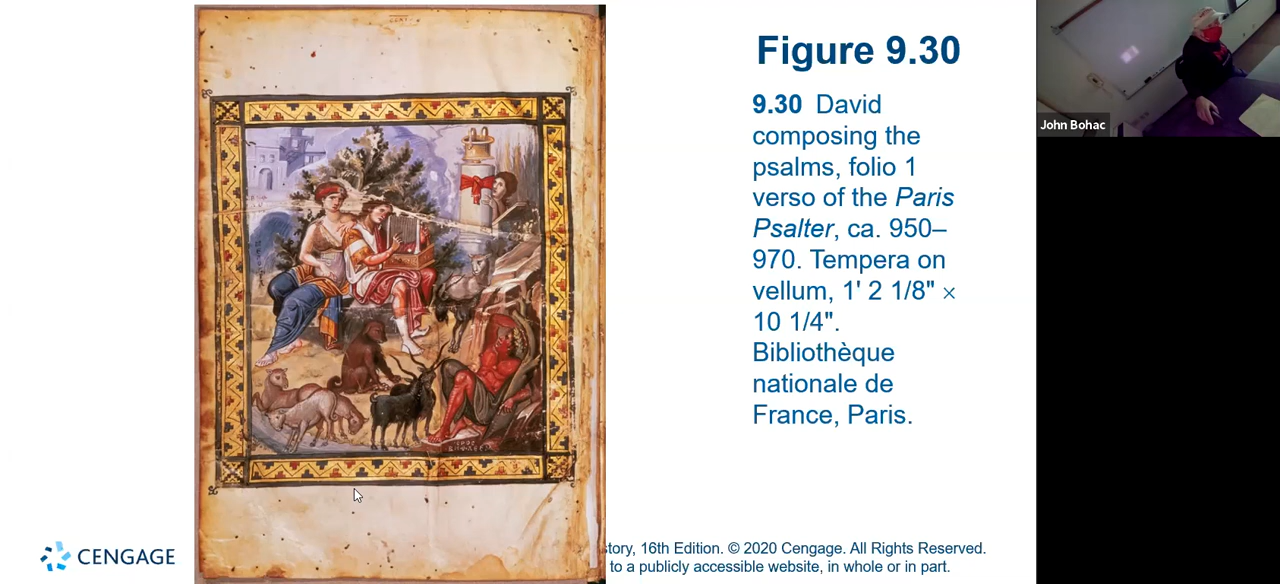 Figure 9.30
9.30 David
composing the
psalms, folio 1
verso of the Paris
Psalter, ca. 950–
970. Tempera on
vellum, 1' 2 1/8" ×
10 1/4".
Bibliothèque
nationale de
France, Paris.
John Bohac
CENGAGE
story, 16th Edition. © 2020 Cengage. All Rights Reserved.
to a publicly accessible website, in whole or in part.